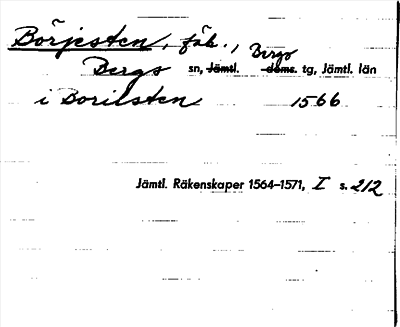 Börjesten, fäb., Bergs
Bergs sn, Jämtl. -doms. tg, Jämtl. län
i Borilsten 1566
Jämtl. Räkenskaper 1564–1571, I s. 212